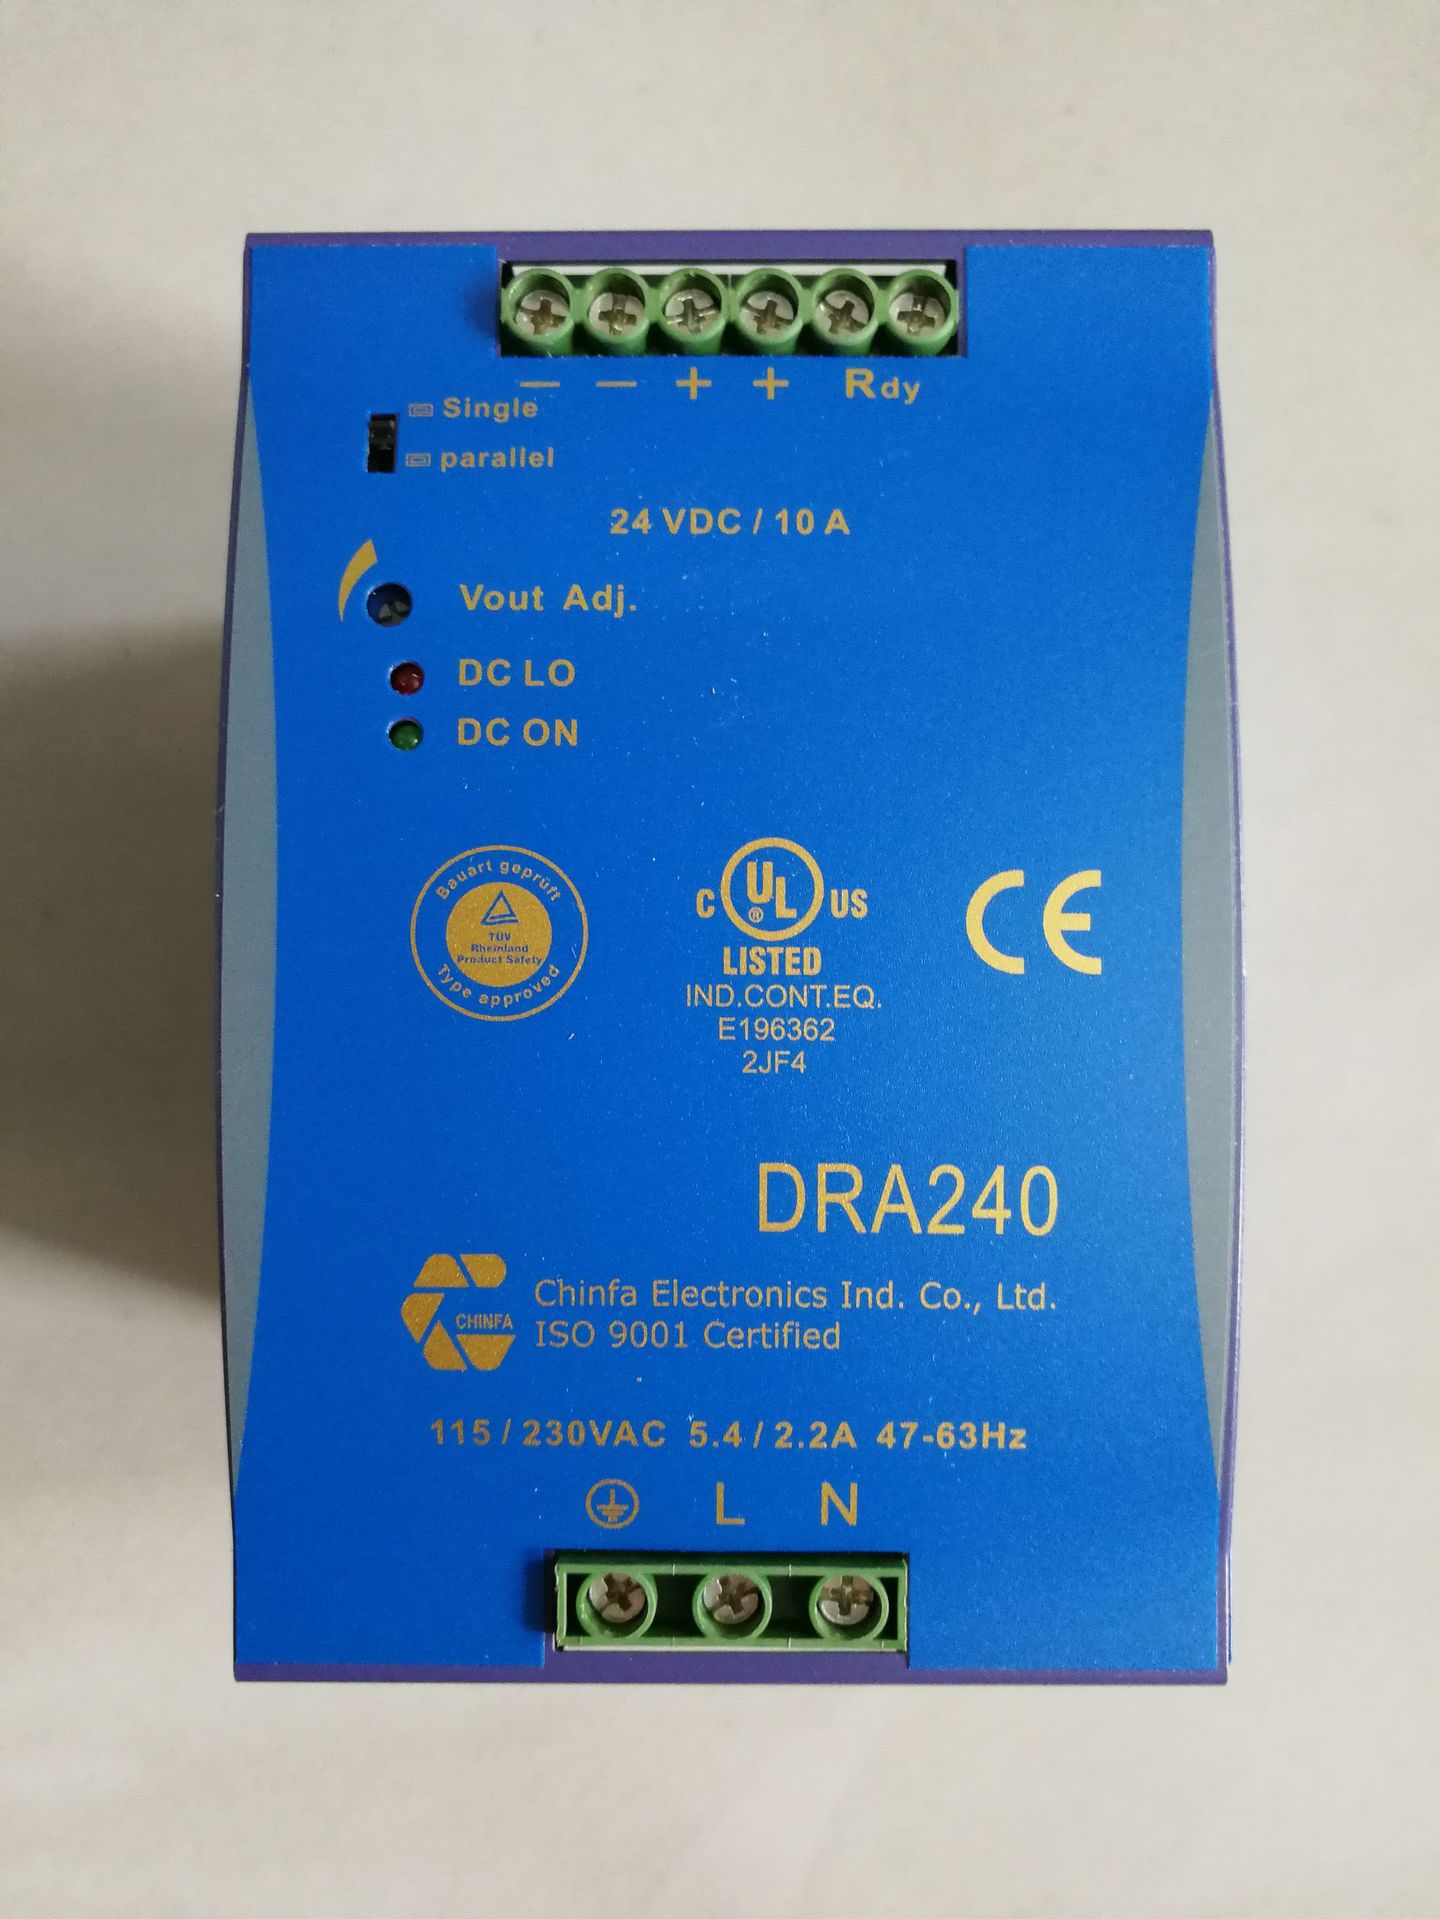 − − + + Rdy
Single
parallel
24 VDC / 10 A
Vout Adj.
DC LO
DC ON
Bauart geprüft
TÜV
Rheinland
Product Safety
Type approved
C UL® US
LISTED
IND.CONT.EQ.
E196362
2JF4
CE
DRA240
CHINFA
Chinfa Electronics Ind. Co., Ltd.
ISO 9001 Certified
115 / 230VAC 5.4 / 2.2A 47-63Hz
L N